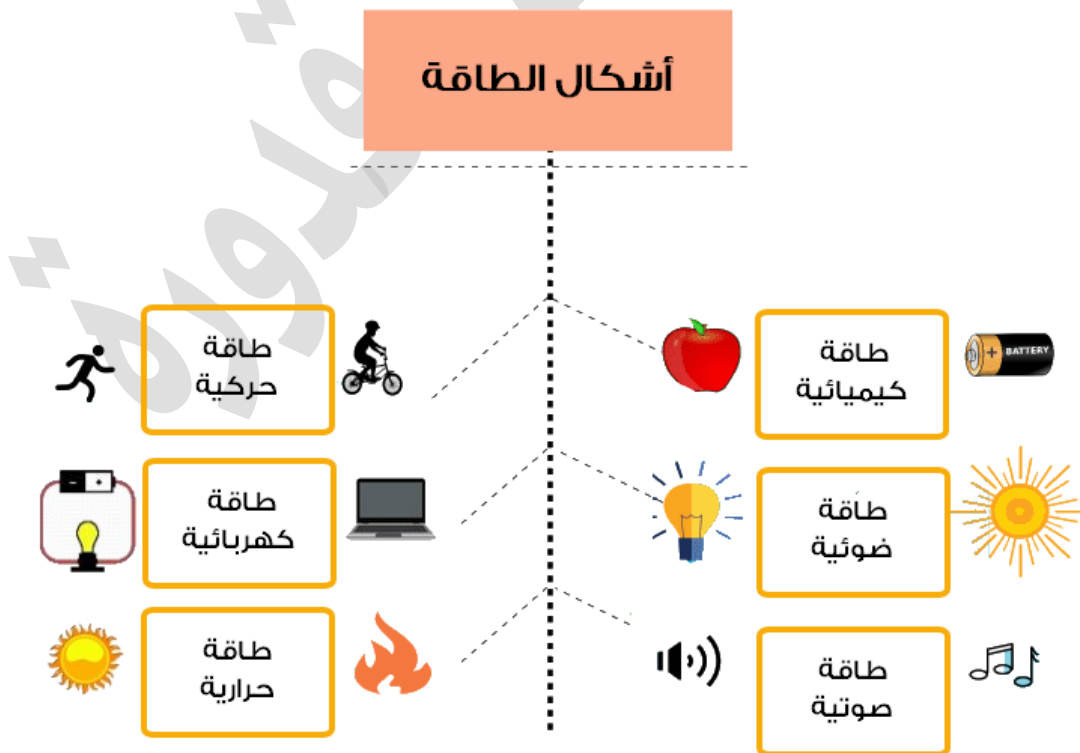 أشكال الطاقة
طاقة
كيميائية
BATTERY
طاقة
حركية
طاقة
ضوئية
طاقة
كهربائية
طاقة
صوتية
طاقة
حرارية